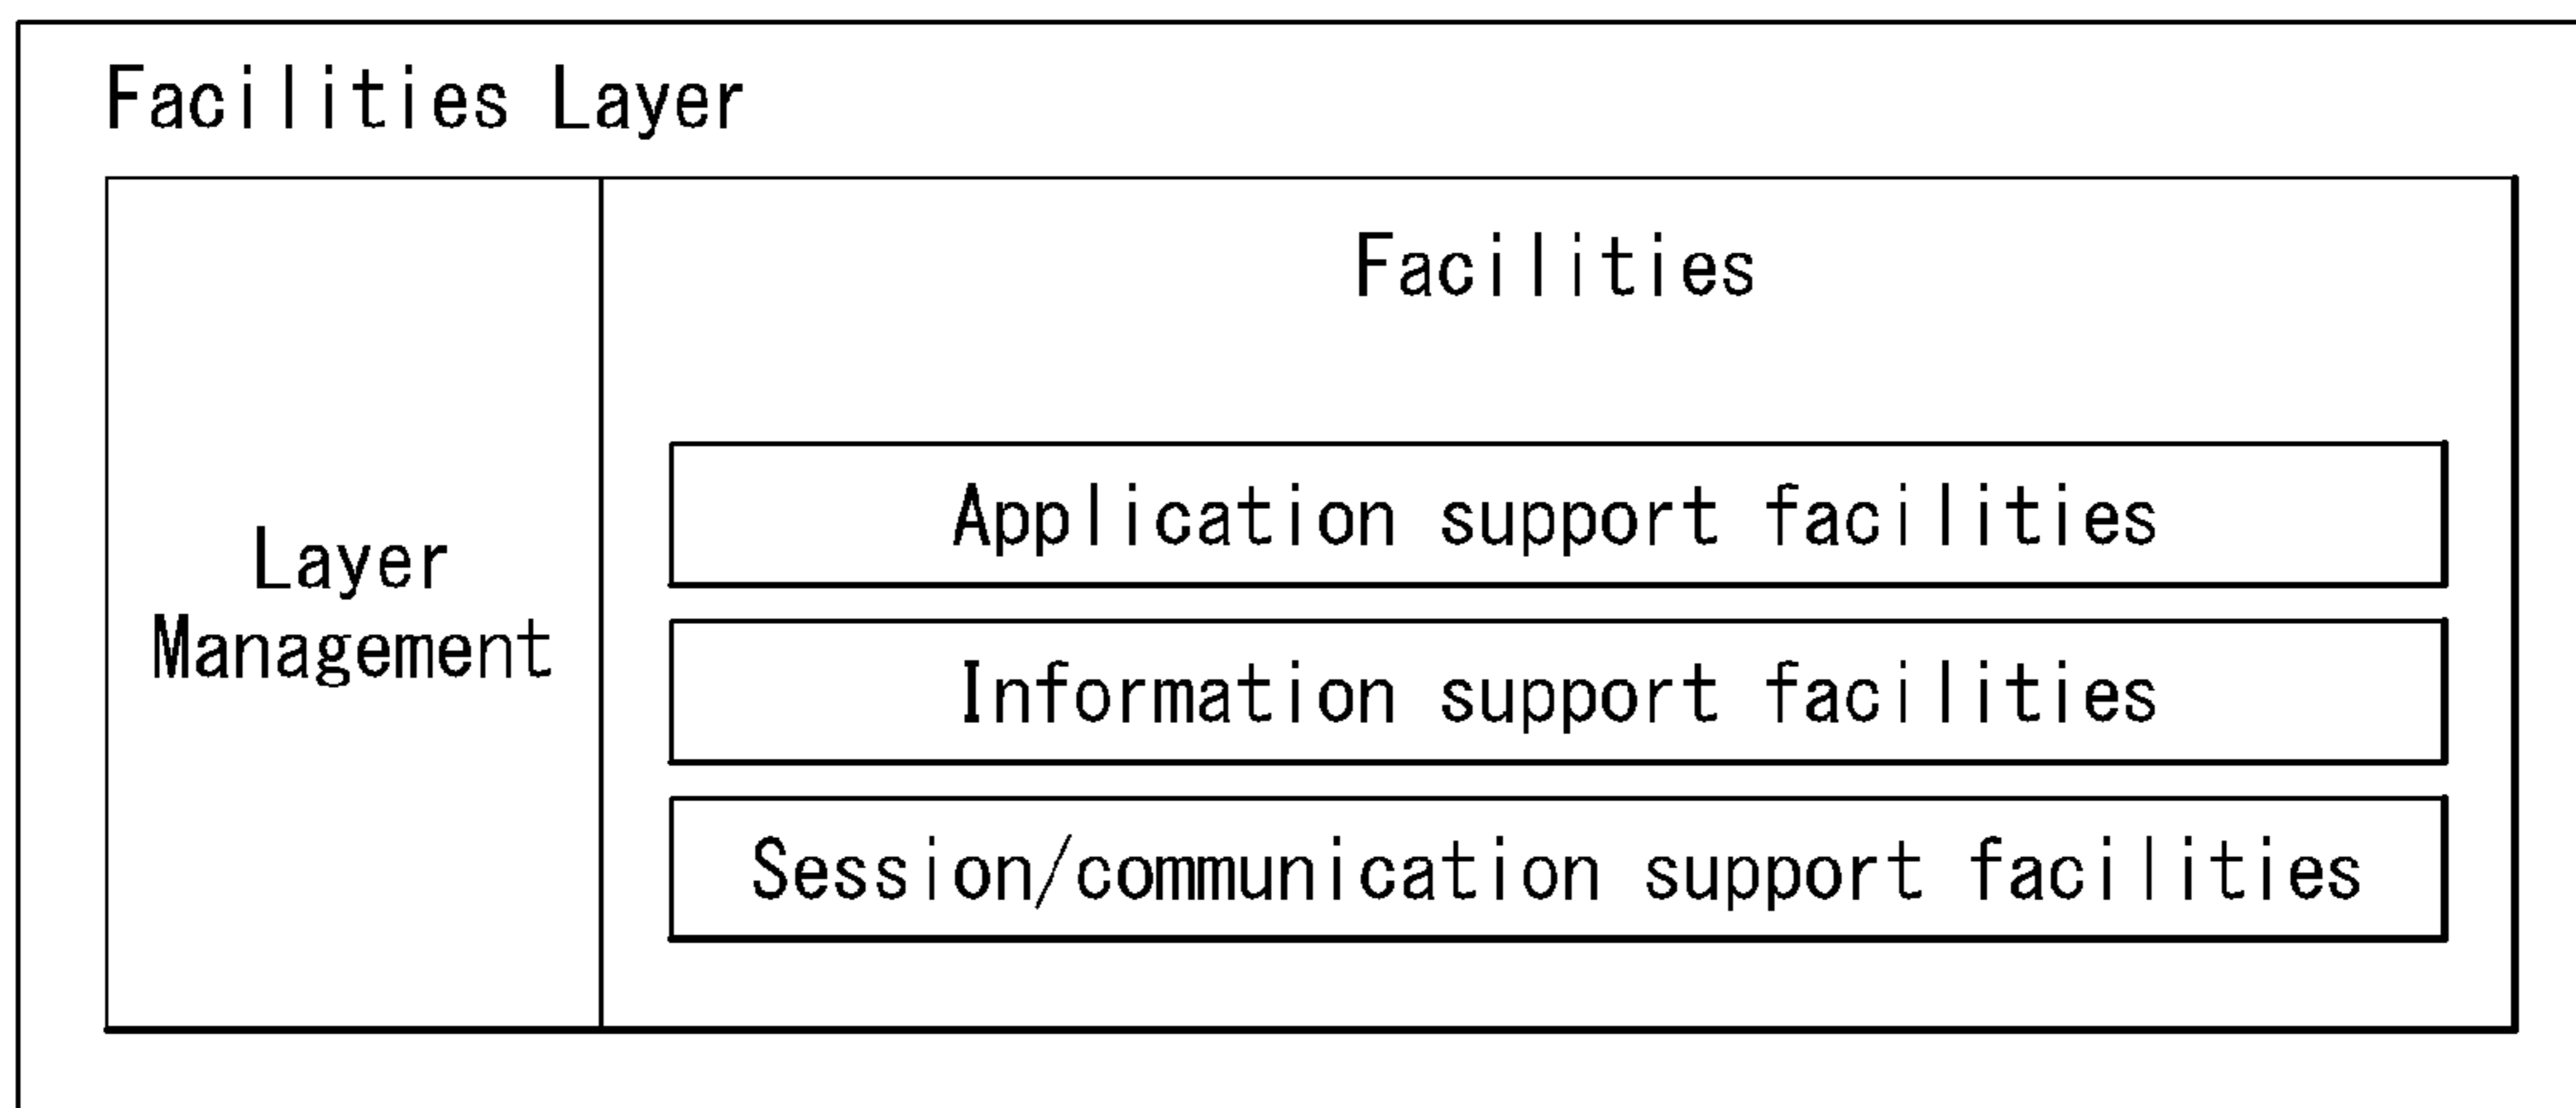 Facilities Layer
Layer
Management
Facilities
Application support facilities
Information support facilities
Session/communication support facilities